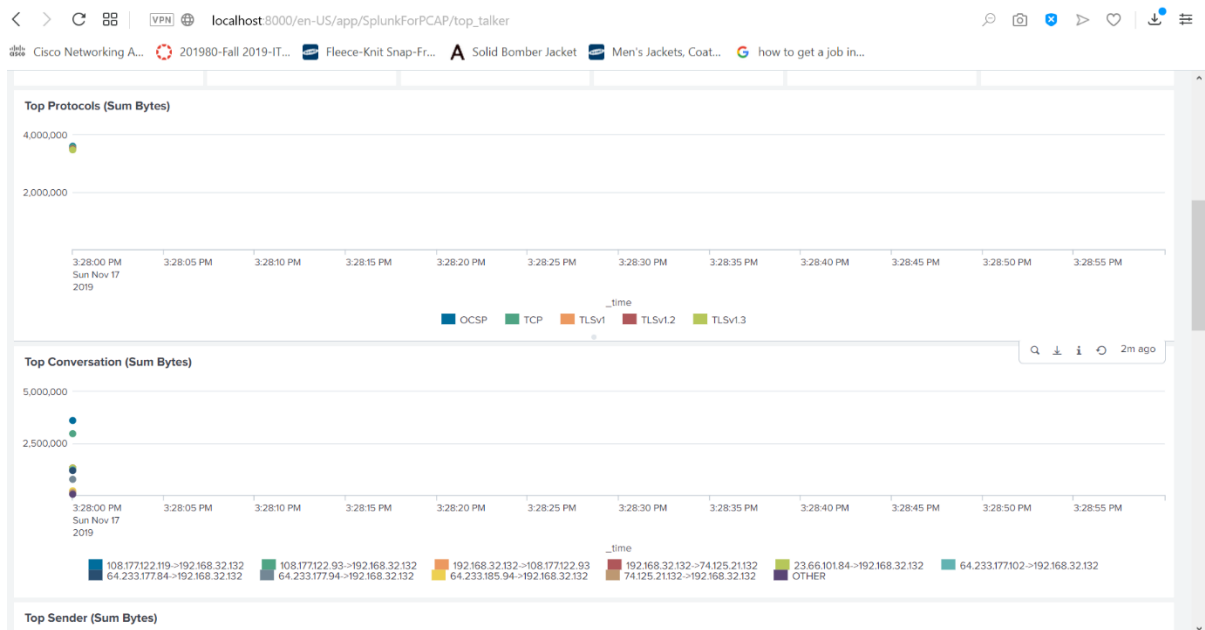 VPN localhost:8000/en-US/app/SplunkForPCAP/top_talker
Cisco Networking A... 201980-Fall 2019-IT... Fleece-Knit Snap-Fr... Solid Bomber Jacket Men's Jackets, Coat... how to get a job in...
Top Protocols (Sum Bytes)
4,000,000
2,000,000
3:28:00 PM 3:28:05 PM 3:28:10 PM 3:28:15 PM 3:28:20 PM 3:28:25 PM 3:28:30 PM 3:28:35 PM 3:28:40 PM 3:28:45 PM 3:28:50 PM 3:28:55 PM
Sun Nov 17
2019
_time
OCSP TCP TLSv1 TLSv1.2 TLSv1.3
2m ago
Top Conversation (Sum Bytes)
5,000,000
2,500,000
3:28:00 PM 3:28:05 PM 3:28:10 PM 3:28:15 PM 3:28:20 PM 3:28:25 PM 3:28:30 PM 3:28:35 PM 3:28:40 PM 3:28:45 PM 3:28:50 PM 3:28:55 PM
Sun Nov 17
2019
_time
108.177.122.119->192.168.32.132 108.177.122.93->192.168.32.132 192.168.32.132->108.177.122.93 192.168.32.132->74.125.21.132 23.66.101.84->192.168.32.132 64.233.177.102->192.168.32.132
64.233.177.84->192.168.32.132 64.233.177.94->192.168.32.132 64.233.185.94->192.168.32.132 74.125.21.132->192.168.32.132 OTHER
Top Sender (Sum Bytes)